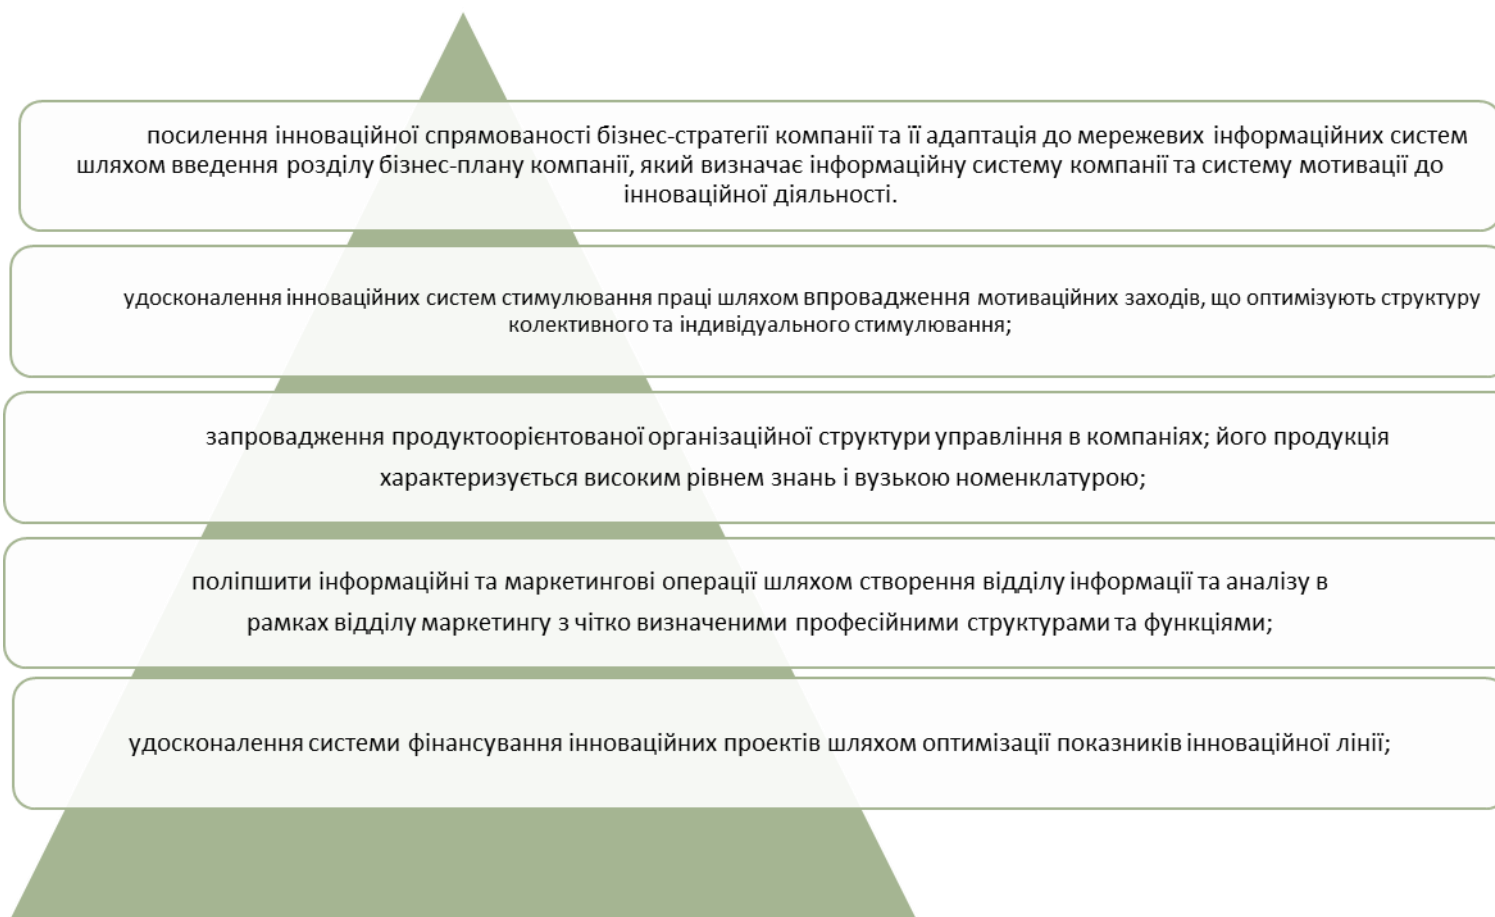 посилення інноваційної спрямованості бізнес-стратегії компанії та її адаптація до мережевих інформаційних систем
шляхом введення розділу бізнес-плану компанії, який визначає інформаційну систему компанії та систему мотивації до
інноваційної діяльності.
удосконалення інноваційних систем стимулювання праці шляхом впровадження мотиваційних заходів, що оптимізують структуру
колективного та індивідуального стимулювання;
запровадження продуктоорієнтованої організаційної структури управління в компаніях; його продукція
характеризується високим рівнем знань і вузькою номенклатурою;
поліпшити інформаційні та маркетингові операції шляхом створення відділу інформації та аналізу в
рамках відділу маркетингу з чітко визначеними професійними структурами та функціями;
удосконалення системи фінансування інноваційних проектів шляхом оптимізації показників інноваційної лінії;